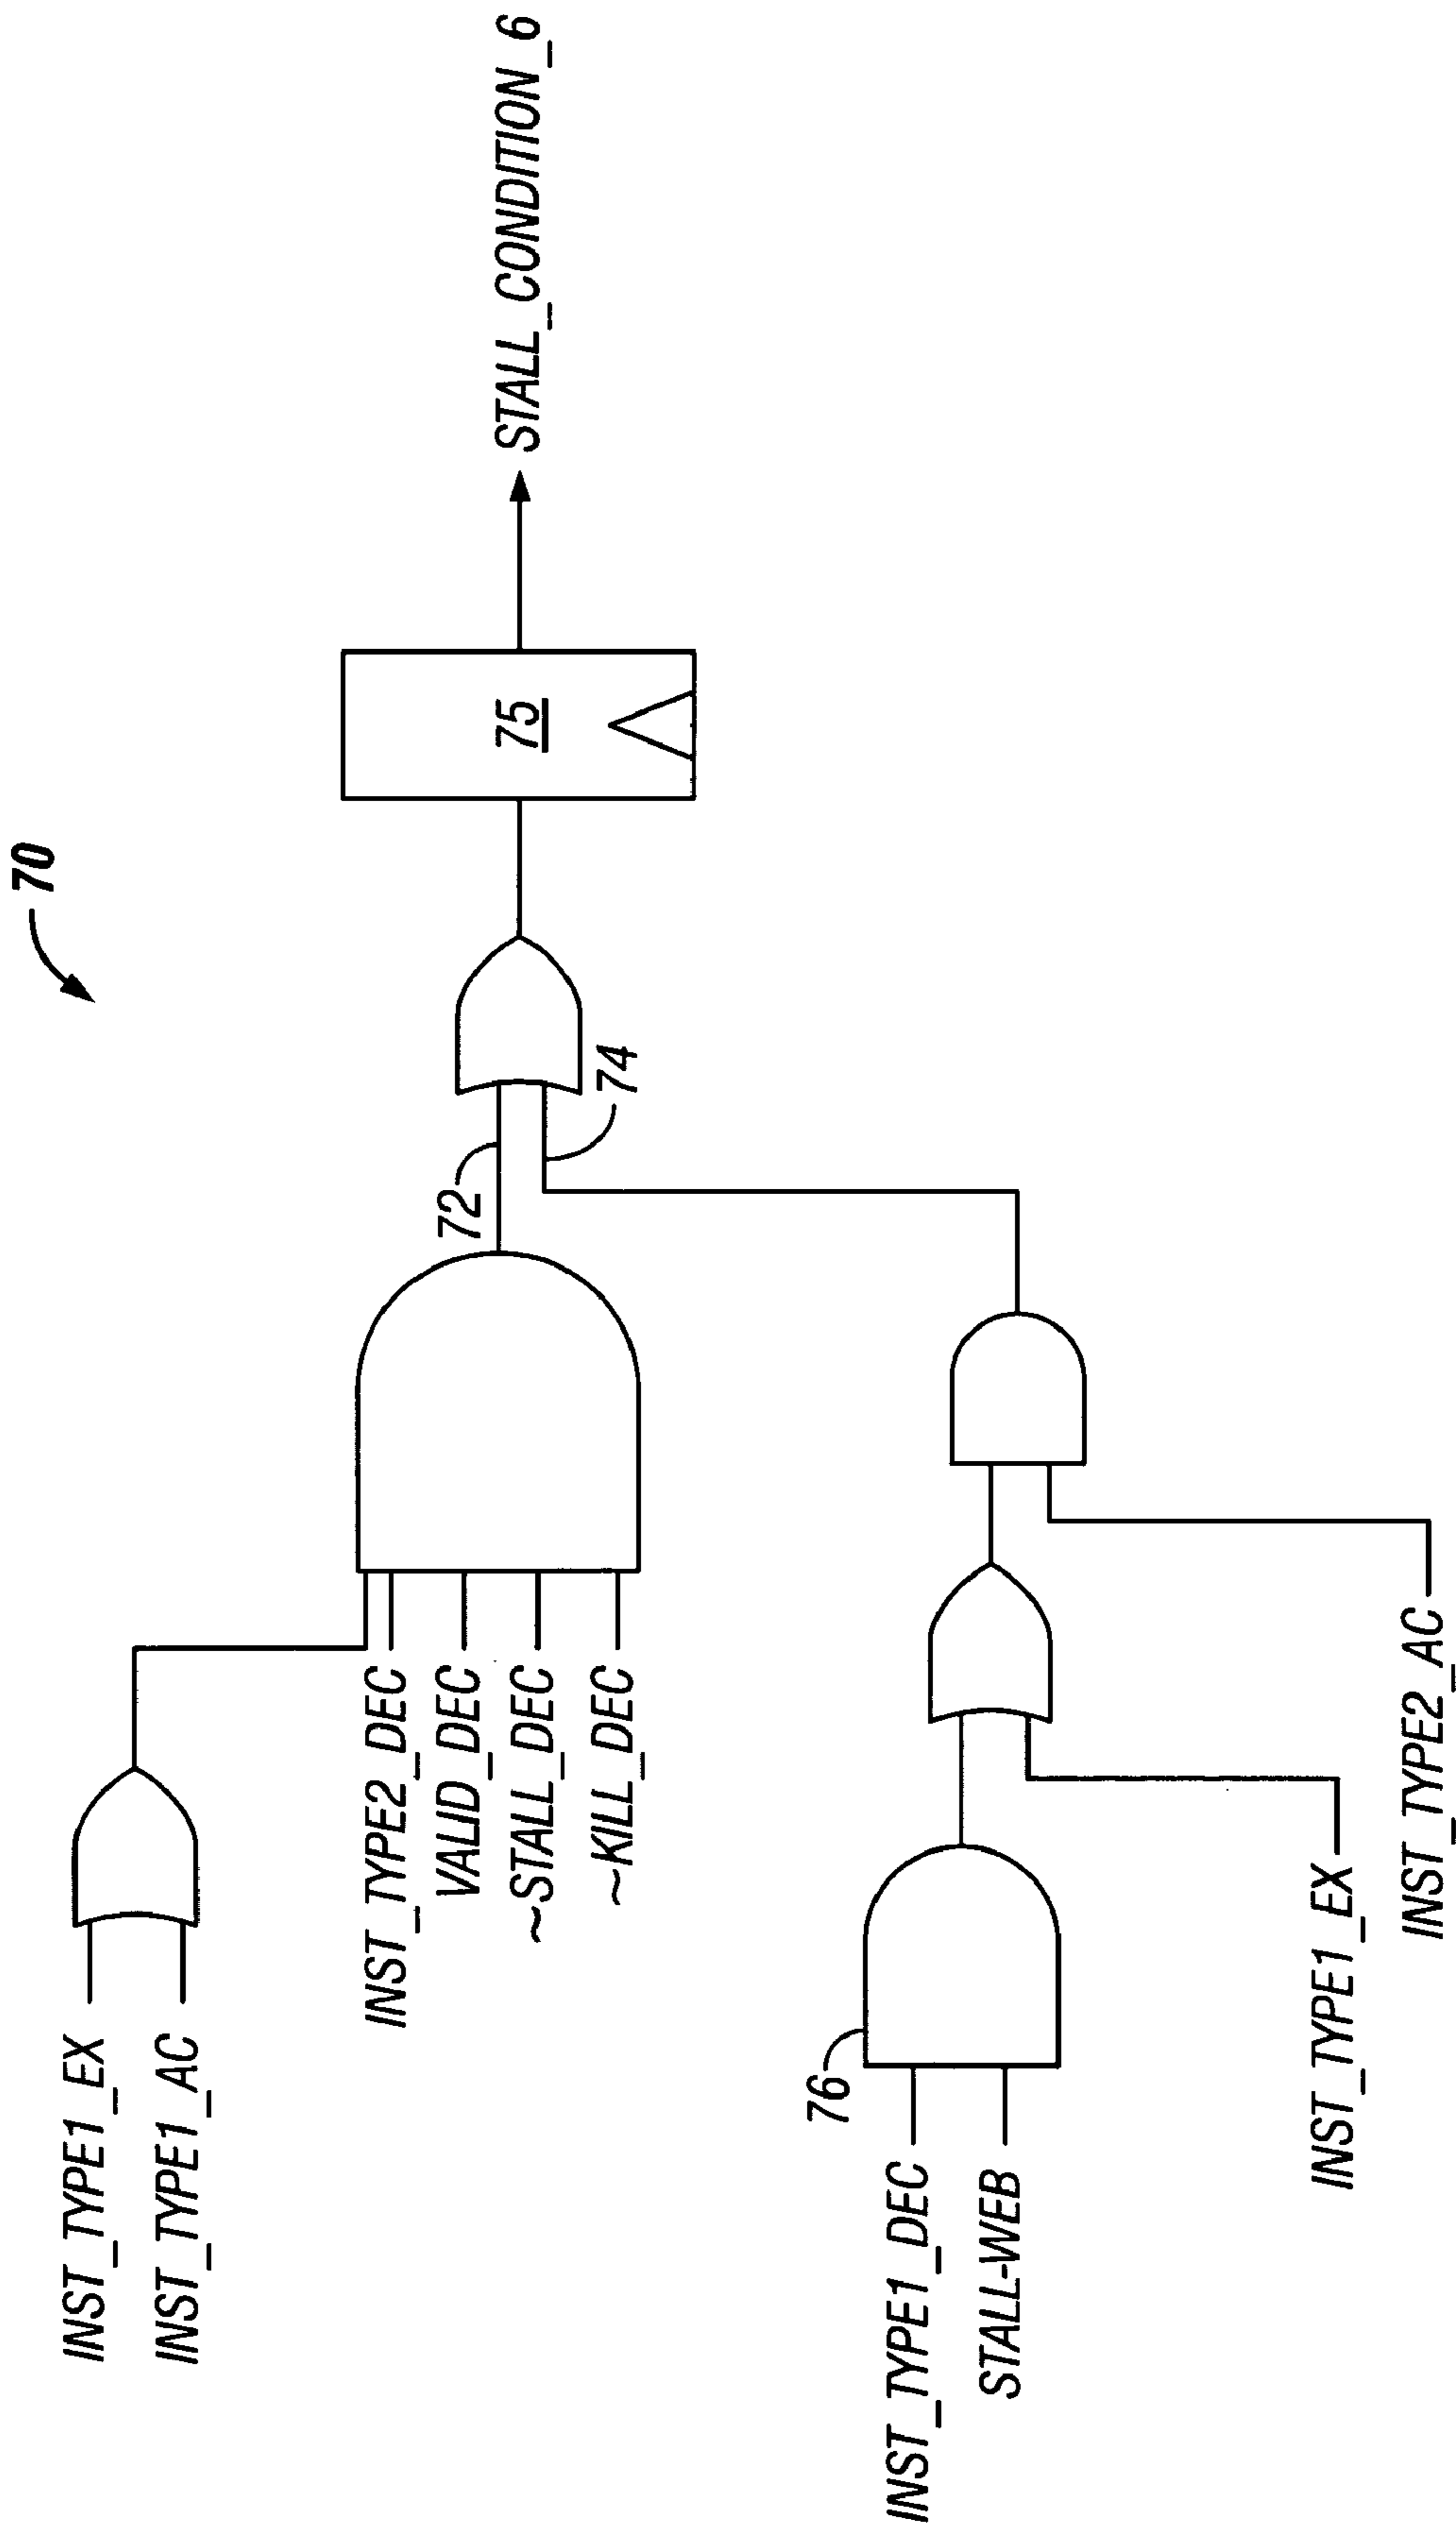 70
INST_TYPE1_EX
INST_TYPE1_AC
INST_TYPE2_DEC
VALID_DEC
~STALL_DEC
~KILL_DEC
72
74
75
STALL_CONDITION_6
76
INST_TYPE1_DEC
STALL-WEB
INST_TYPE1_EX
INST_TYPE2_AC